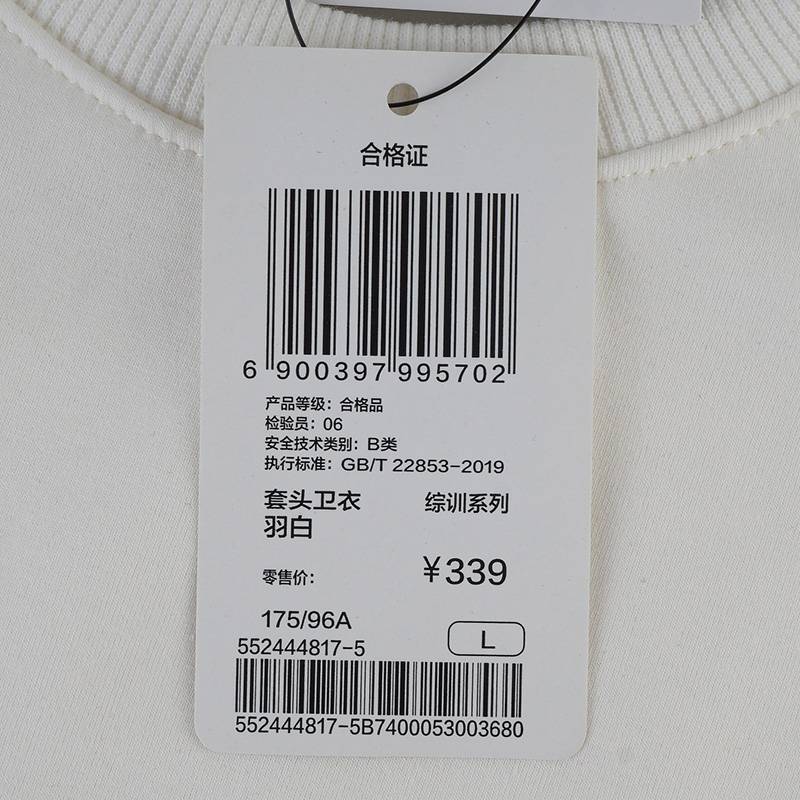 合格证
6 900397 995702
产品等级：合格品
检验员：06
安全技术类别：B类
执行标准：GB/T 22853-2019
套头卫衣 综训系列
羽白
零售价： ￥339
175/96A
552444817-5 L
552444817-5B7400053003680